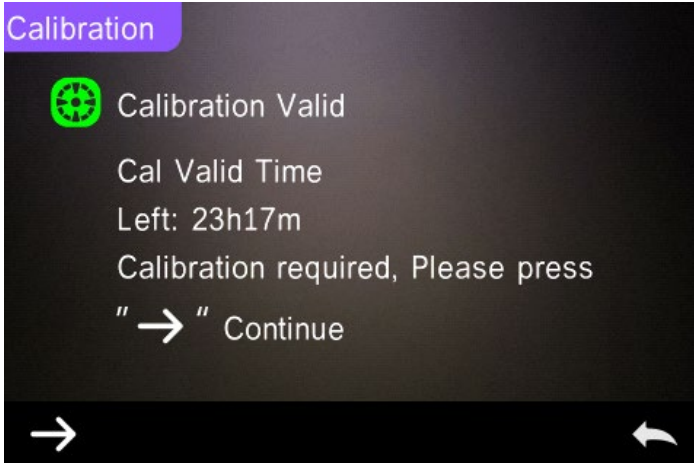 Calibration
Calibration Valid
Cal Valid Time
Left: 23h17m
Calibration required, Please press
"→" Continue